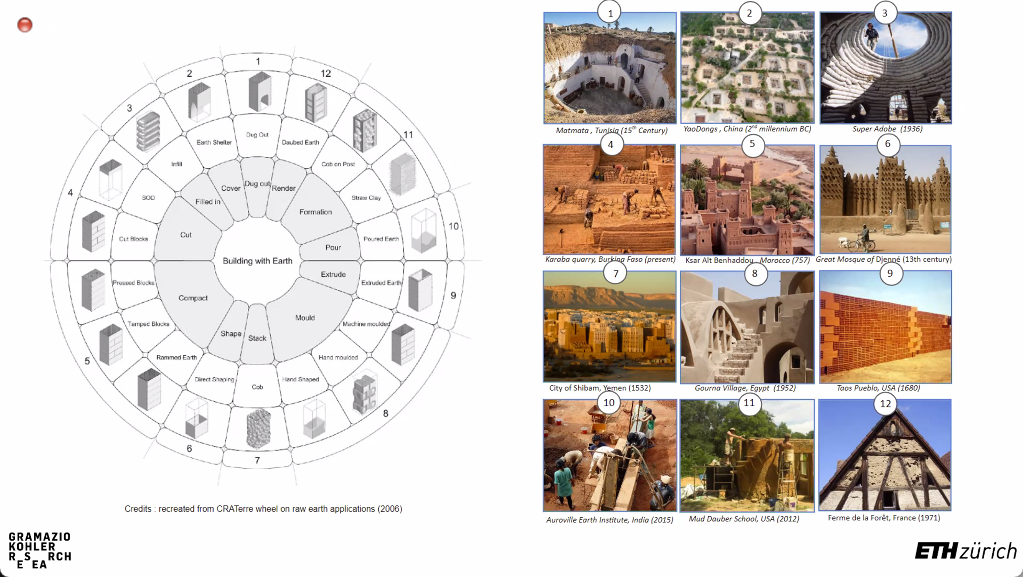 1
2
3
4
5
6
7
8
9
10
11
12
Dug Out
Earth Shelter
Infill
SOD
Cut Blocks
Pressed Blocks
Tamped Blocks
Rammed Earth
Direct Shaping
Cob
Hand Shaped
Hand moulded
Machine moulded
Extruded Earth
Poured Earth
Straw Clay
Cob on Post
Daubed Earth
Dug out
Cover
Filled in
Cut
Compact
Shape
Stack
Mould
Extrude
Pour
Formation
Render
Building with Earth
Credits : recreated from CRATerre wheel on raw earth applications (2006)
GRAMAZIO
KOHLER
RESEARCH
1
Matmata , Tunisia (15th Century)
2
YaoDongs , China (2nd millennium BC)
3
Super Adobe (1936)
4
Karaba quarry, Burkina Faso (present)
5
Ksar Aït Benhaddou , Morocco (757)
6
Great Mosque of Djenné (13th century)
7
City of Shibam, Yemen (1532)
8
Gourna Village, Egypt (1952)
9
Taos Pueblo, USA (1680)
10
Auroville Earth Institute, India (2015)
11
Mud Dauber School, USA (2012)
12
Ferme de la Forêt, France (1971)
ETH zürich